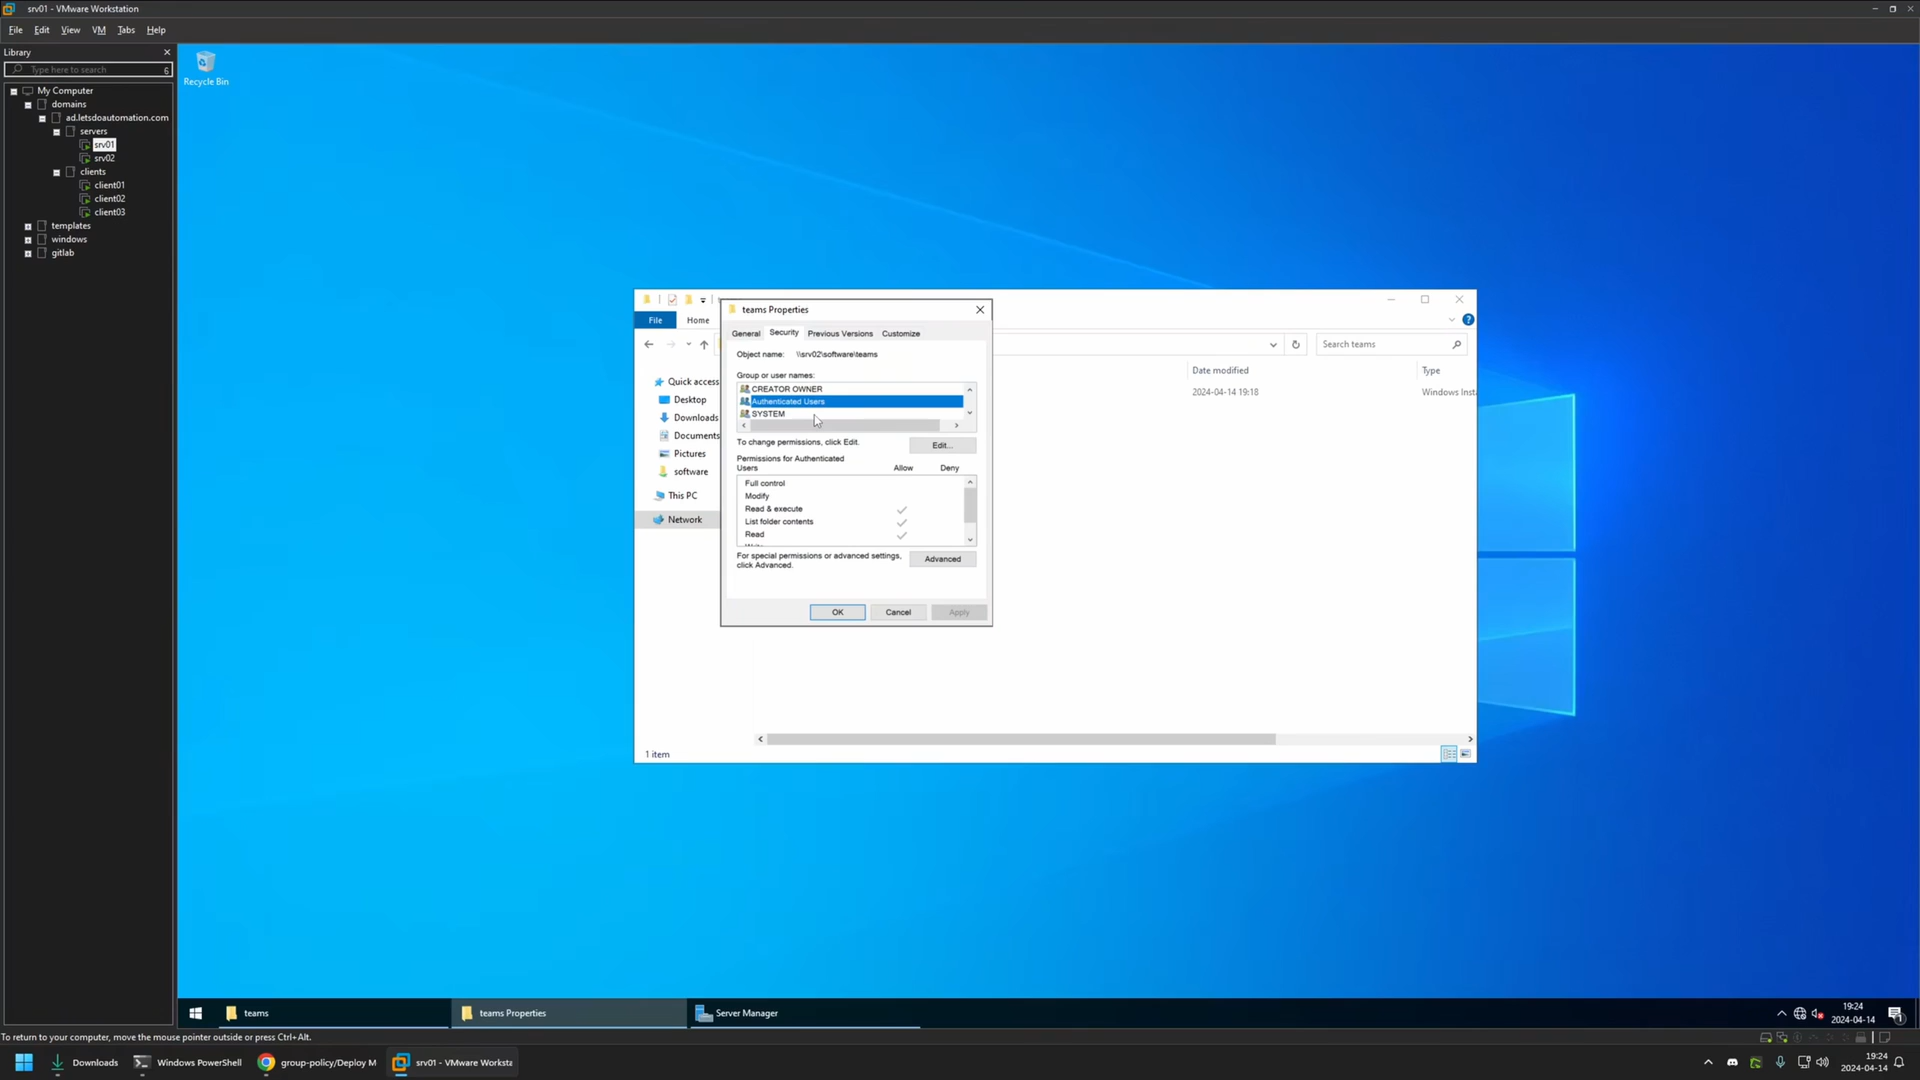 srv01 - VMware Workstation
File Edit View VM Tabs Help
Library
Type here to search 6
My Computer
domains
ad.letsdoautomation.com
servers
srv01
srv02
clients
client01
client02
client03
templates
windows
gitlab
Recycle Bin
File Home
Search teams
Quick access
Desktop
Downloads
Documents
Pictures
software
This PC
Network
Date modified Type
2024-04-14 19:18 Windows Inst
1 item
teams Properties
General Security Previous Versions Customize
Object name: \\srv02\software\teams
Group or user names:
CREATOR OWNER
Authenticated Users
SYSTEM
To change permissions, click Edit.
Edit...
Permissions for Authenticated
Users Allow Deny
Full control
Modify
Read & execute
List folder contents
Read
For special permissions or advanced settings,
click Advanced.
Advanced
OK Cancel Apply
teams
teams Properties
Server Manager
19:24
2024-04-14
1
To return to your computer, move the mouse pointer outside or press Ctrl+Alt.
Downloads
Windows PowerShell
group-policy/Deploy M
srv01 - VMware Worksta
19:24
2024-04-14